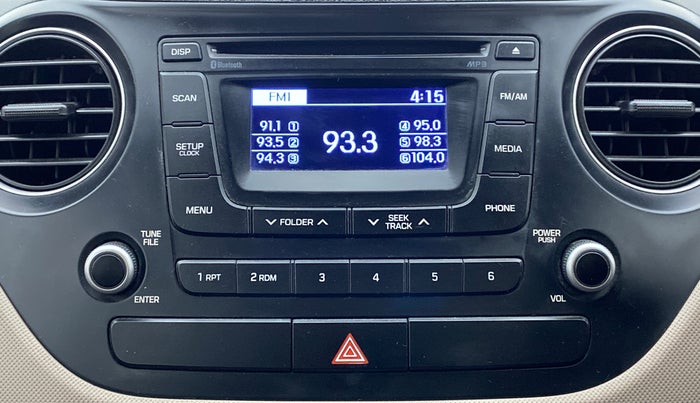 DISP
Bluetooth
MP3
SCAN
FM1 4:15
FM/AM
91.1 1 4 95.0
93.5 2 93.3 5 98.3
94.3 3 6 104.0
SETUP
CLOCK
MEDIA
MENU
FOLDER
SEEK
TRACK
PHONE
TUNE
FILE
POWER
PUSH
1 RPT 2 RDM 3 4 5 6
ENTER
VOL